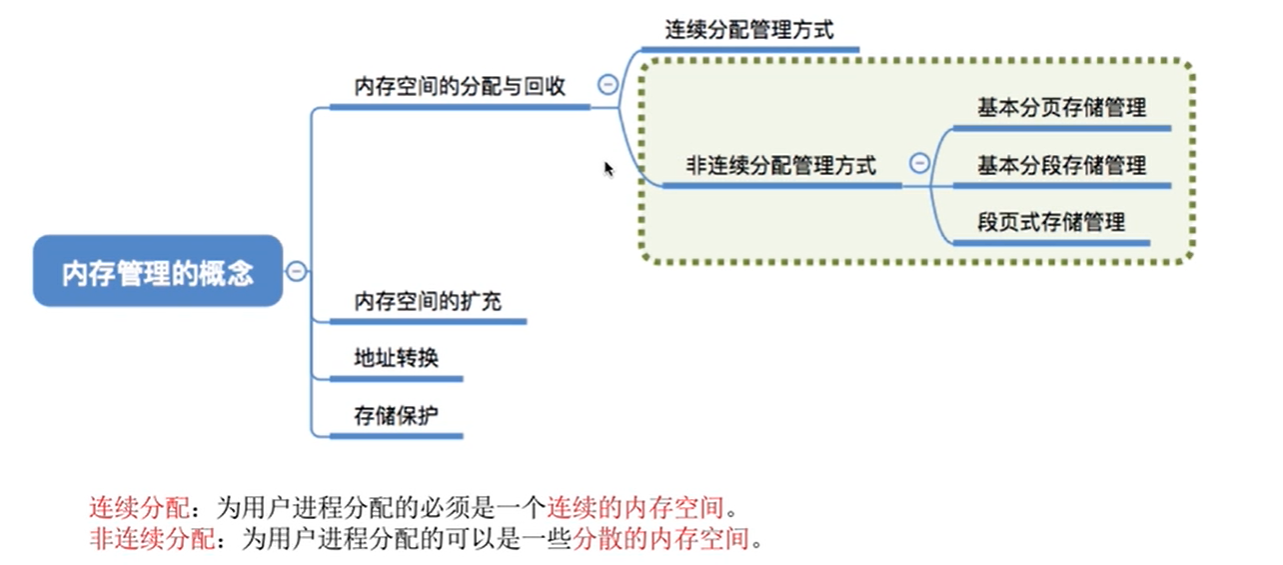 连续分配管理方式
内存空间的分配与回收
基本分页存储管理
非连续分配管理方式
基本分段存储管理
段页式存储管理
内存管理的概念
内存空间的扩充
地址转换
存储保护
连续分配：为用户进程分配的必须是一个连续的内存空间。
非连续分配：为用户进程分配的可以是一些分散的内存空间。